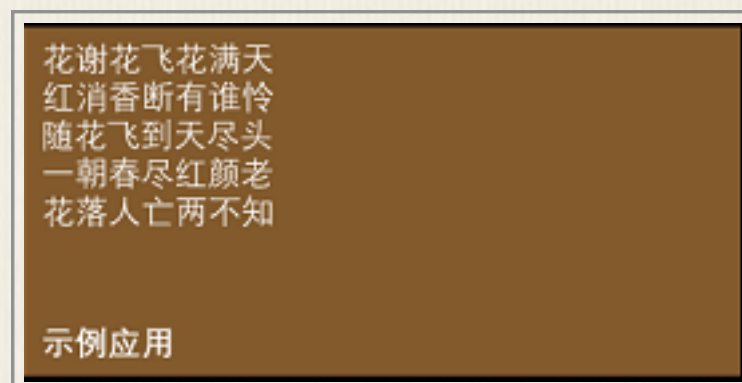 花谢花飞花满天
红消香断有谁怜
随花飞到天尽头
一朝春尽红颜老
花落人亡两不知
示例应用